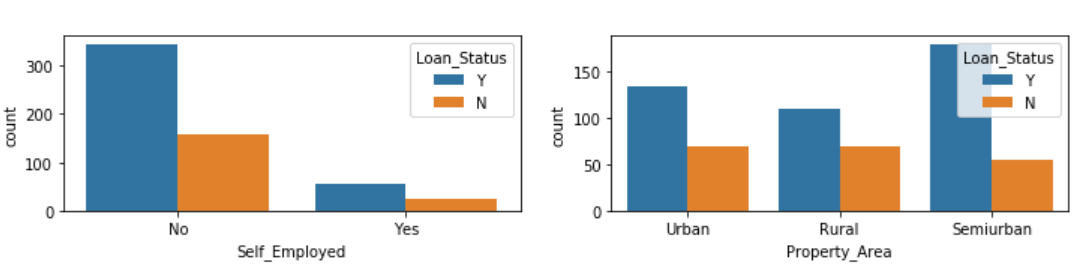 count
300
200
100
0
Loan_Status
Y
N
No
Yes
Self_Employed
count
150
100
50
0
Loan_Status
Y
N
Urban
Rural
Semiurban
Property_Area